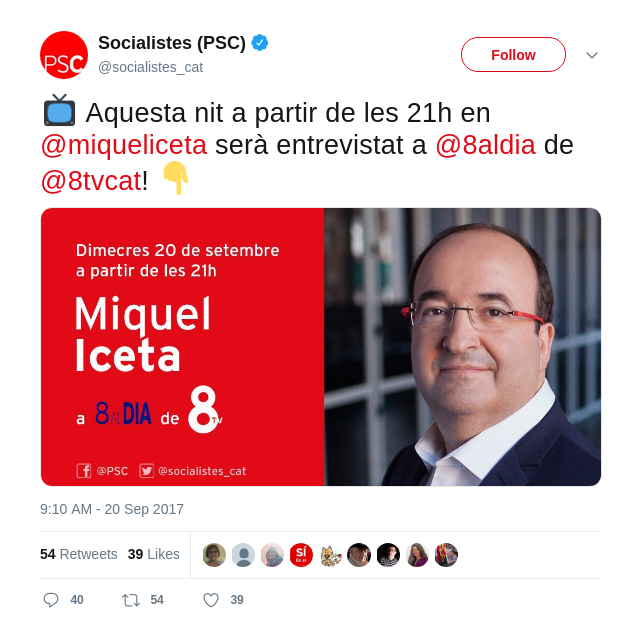 PSC
Socialistes (PSC)
@socialistes_cat
Follow
Aquesta nit a partir de les 21h en
@miqueliceta serà entrevistat a @8aldia de
@8tvcat!
Dimecres 20 de setembre
a partir de les 21h
Miquel
Iceta
a 8 AL DIA de 8 TV
@PSC @socialistes_cat
9:10 AM - 20 Sep 2017
54 Retweets 39 Likes
SÍ
40 54 39